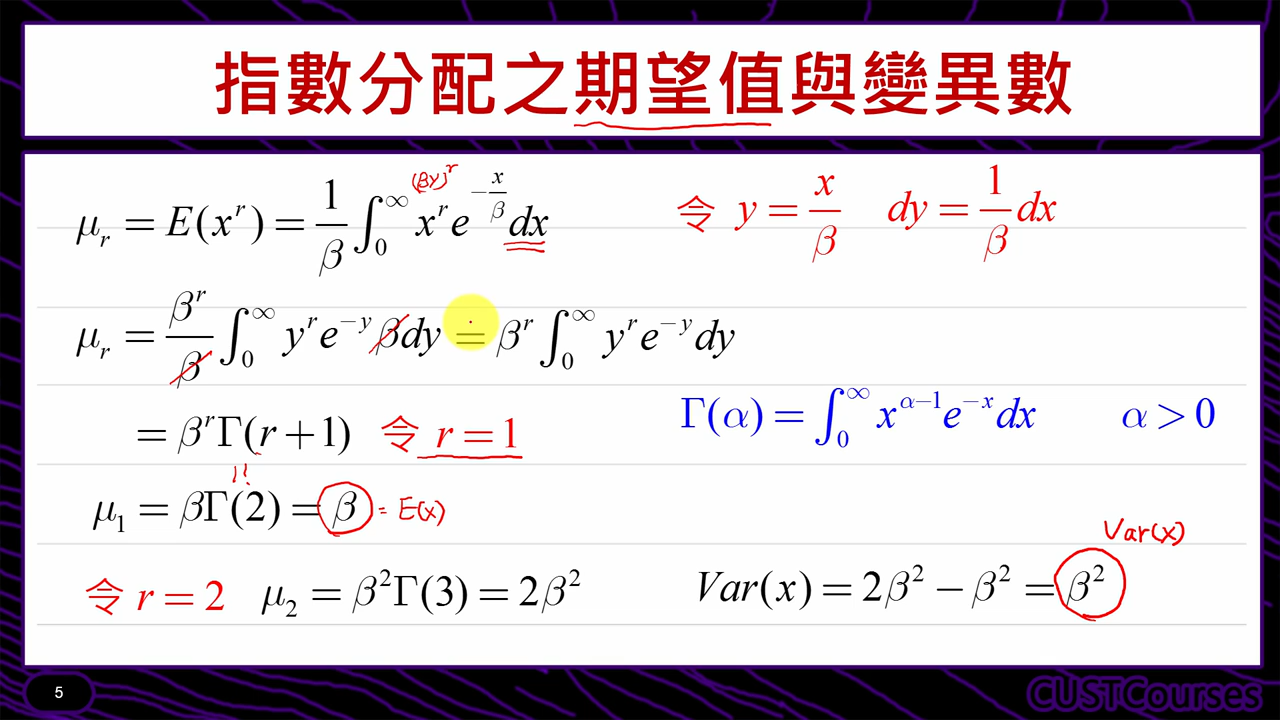 指數分配之期望值與變異數
(βy)^r
μ_r = E(x^r) = 1/β ∫_0^∞ x^r e^{-x/β} dx 令 y = x/β dy = 1/β dx
μ_r = β^r/β ∫_0^∞ y^r e^{-y} βdy = β^r ∫_0^∞ y^r e^{-y} dy
= β^r Γ(r+1) 令 r = 1 Γ(α) = ∫_0^∞ x^{α-1} e^{-x} dx α > 0
1!
μ_1 = βΓ(2) = β = E(x)
Var(x)
令 r = 2 μ_2 = β^2 Γ(3) = 2β^2 Var(x) = 2β^2 − β^2 = β^2
5
CUSTCourses